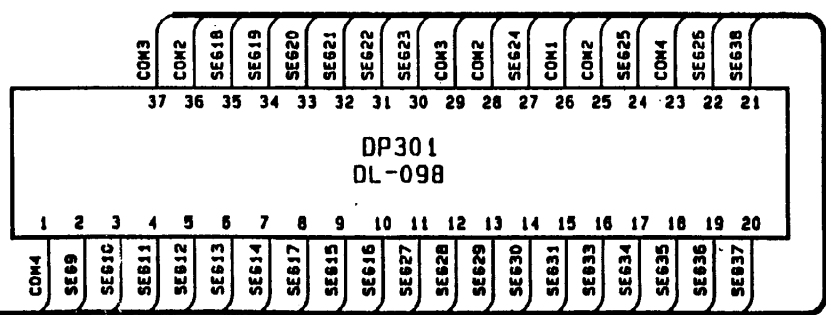 COM3 COM2 SEG18 SEG19 SEG20 SEG21 SEG22 SEG23 COM3 COM2 SEG24 COM1 COM2 SEG25 COM4 SEG26 SEG38
37 36 35 34 33 32 31 30 29 28 27 26 25 24 23 22 21
DP301
DL-098
1 2 3 4 5 6 7 8 9 10 11 12 13 14 15 16 17 18 19 20
COM4 SEG9 SEG10 SEG11 SEG12 SEG13 SEG14 SEG17 SEG15 SEG16 SEG27 SEG28 SEG29 SEG30 SEG31 SEG33 SEG34 SEG35 SEG36 SEG37